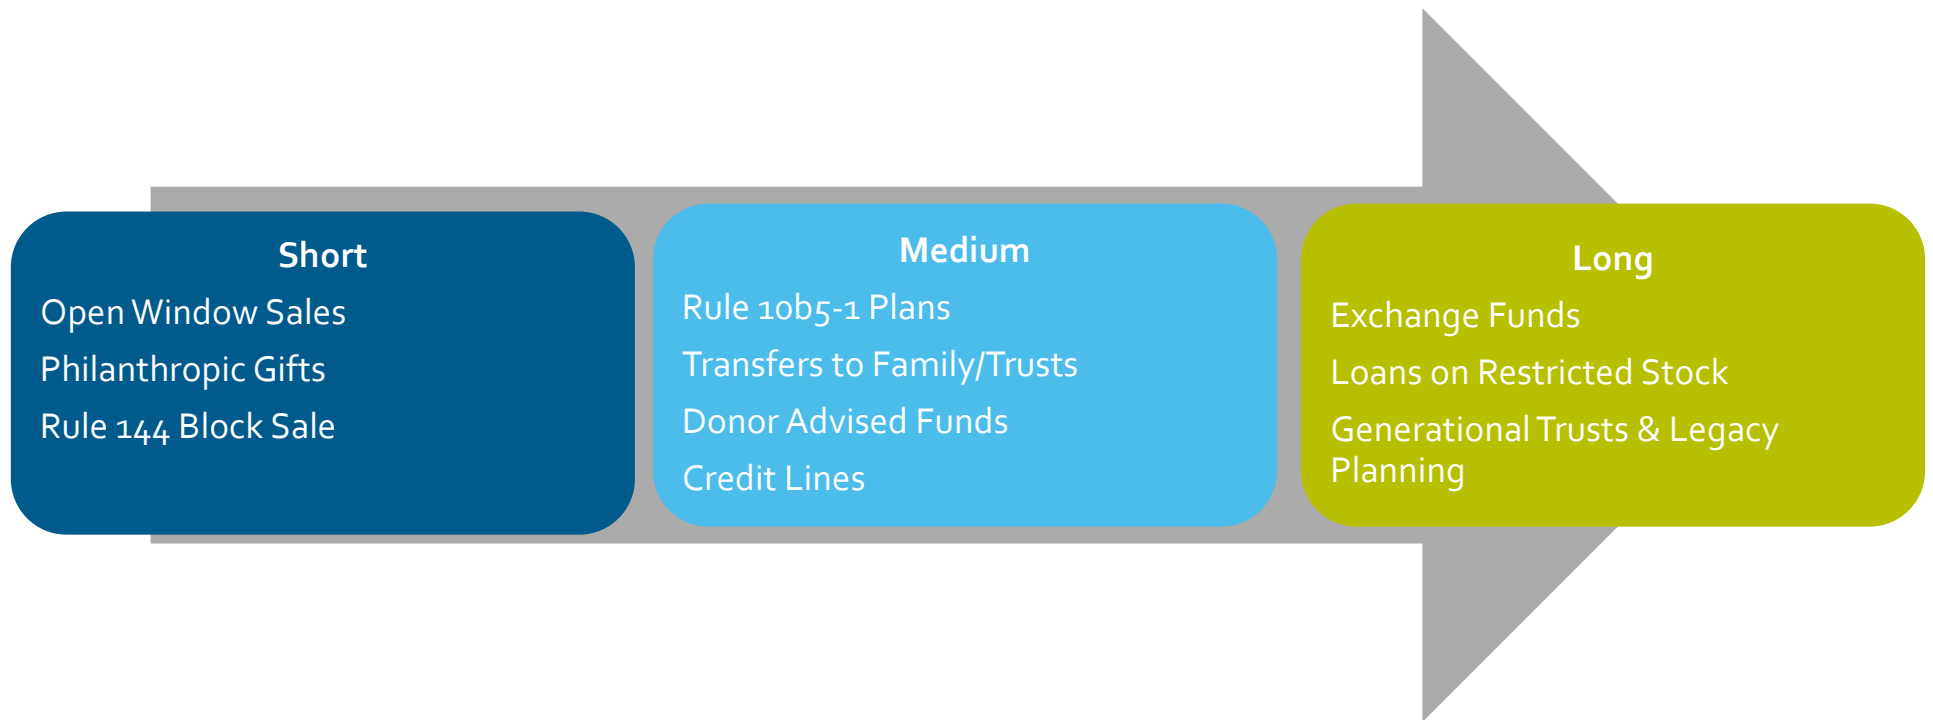 Short
Open Window Sales
Philanthropic Gifts
Rule 144 Block Sale
Medium
Rule 10b5-1 Plans
Transfers to Family/Trusts
Donor Advised Funds
Credit Lines
Long
Exchange Funds
Loans on Restricted Stock
Generational Trusts & Legacy
Planning